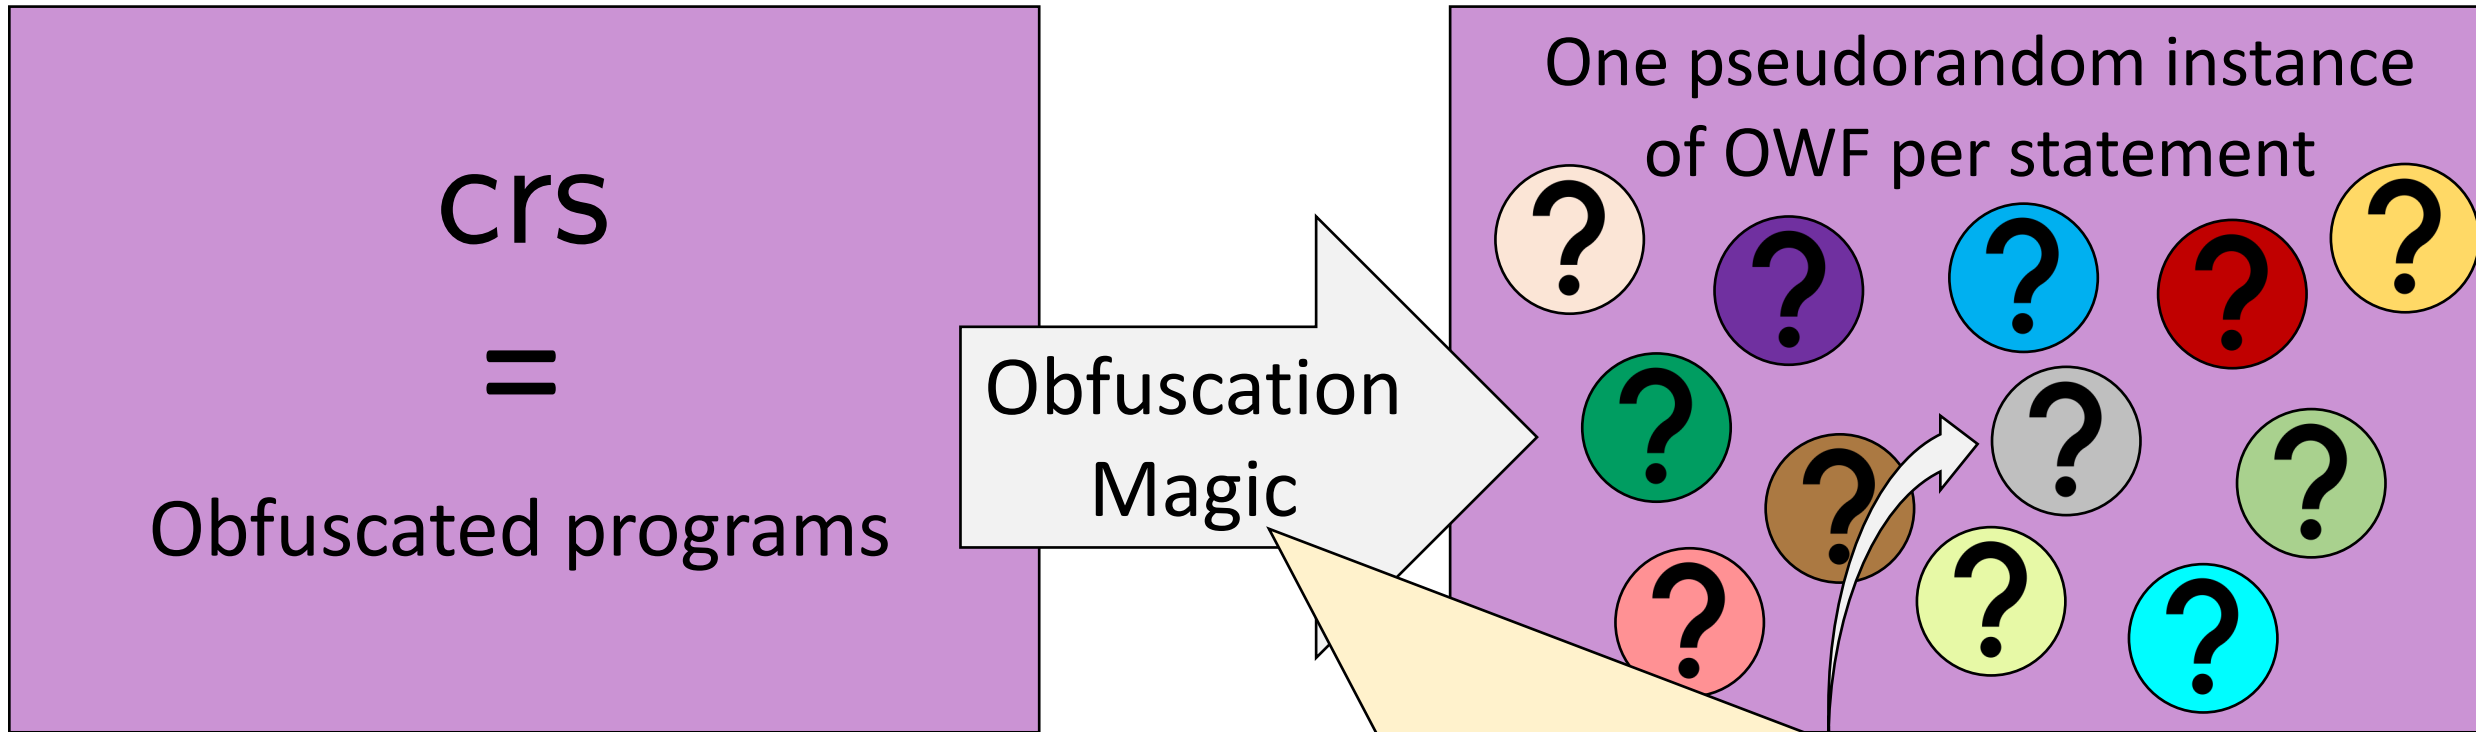 crs
=
Obfuscated programs
Obfuscation
Magic
One pseudorandom instance
of OWF per statement
?
?
?
?
?
?
?
?
?
?
?
?